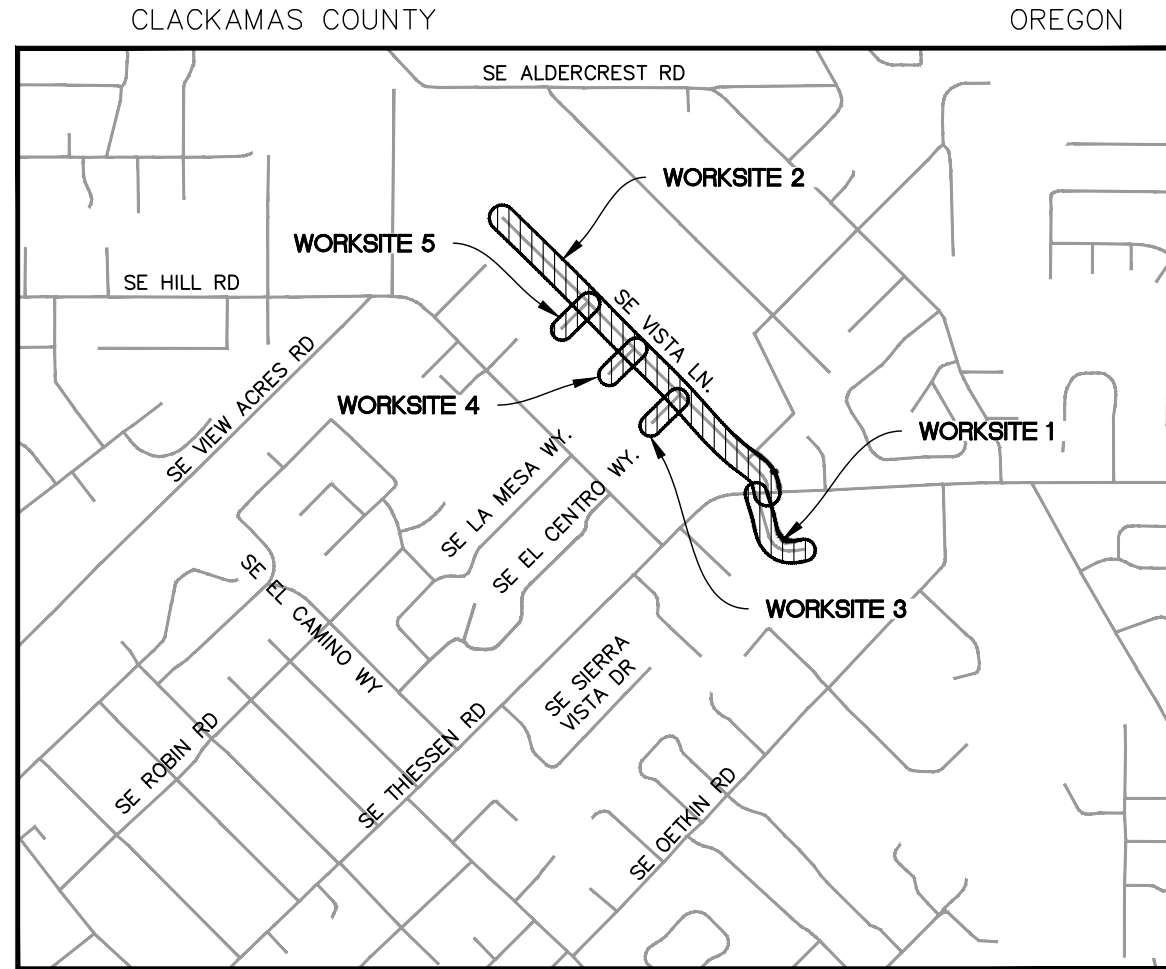 CLACKAMAS COUNTY
OREGON
SE ALDERCREST RD
WORKSITE 2
WORKSITE 5
SE HILL RD
SE VISTA LN.
SE VIEW ACRES RD
WORKSITE 4
WORKSITE 1
SE LA MESA WY.
SE EL CENTRO WY.
SE EL CAMINO WY
WORKSITE 3
SE SIERRA
VISTA DR
SE ROBIN RD
SE THIESSEN RD
SE OETKIN RD